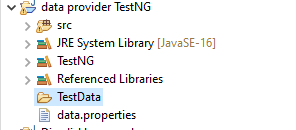 data provider TestNG
src
JRE System Library [JavaSE-16]
TestNG
Referenced Libraries
TestData
data.properties